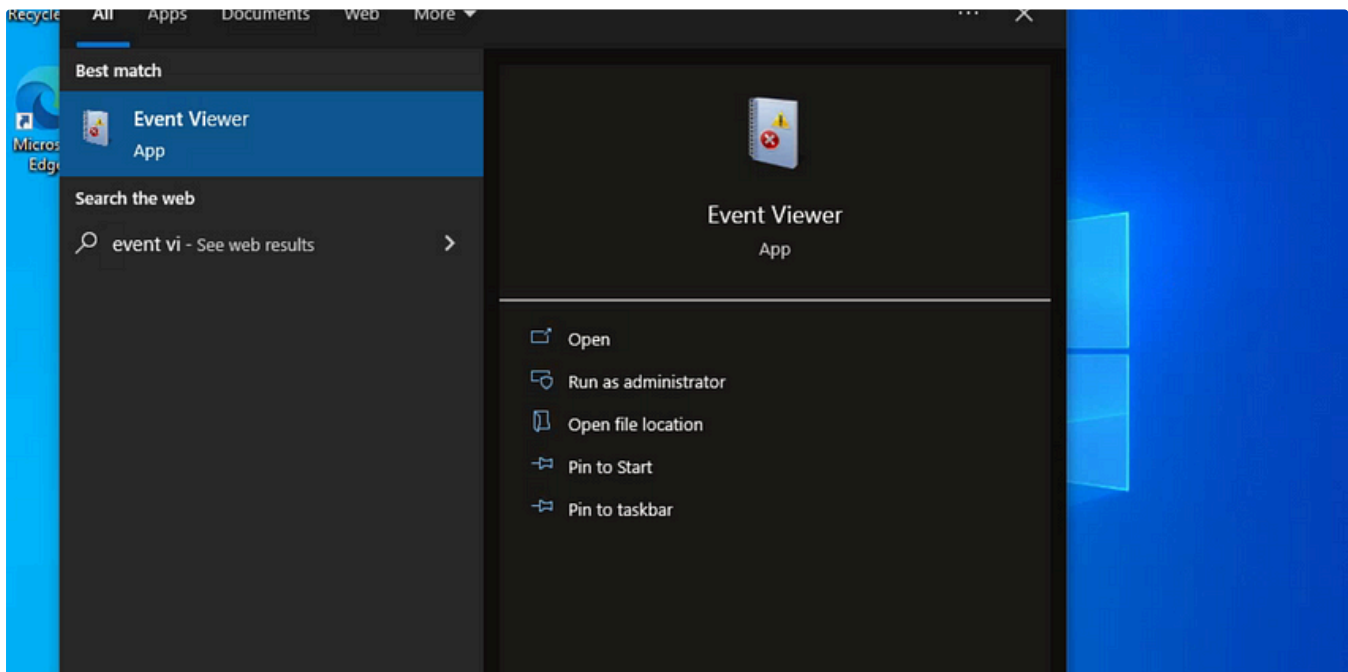 Recycle
All Apps Documents Web More
Best match
Event Viewer
App
Micros
Edge
Search the web
event vi - See web results
Event Viewer
App
Open
Run as administrator
Open file location
Pin to Start
Pin to taskbar